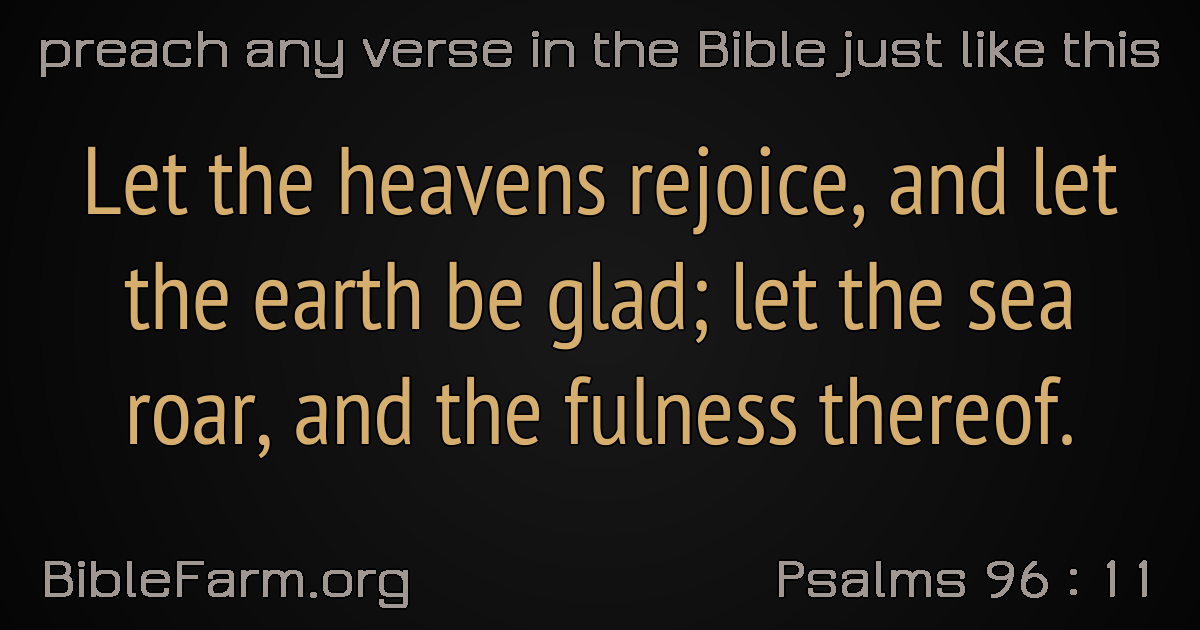 preach any verse in the Bible just like this
Let the heavens rejoice, and let
the earth be glad; let the sea
roar, and the fulness thereof.
BibleFarm.org
Psalms 96 : 11